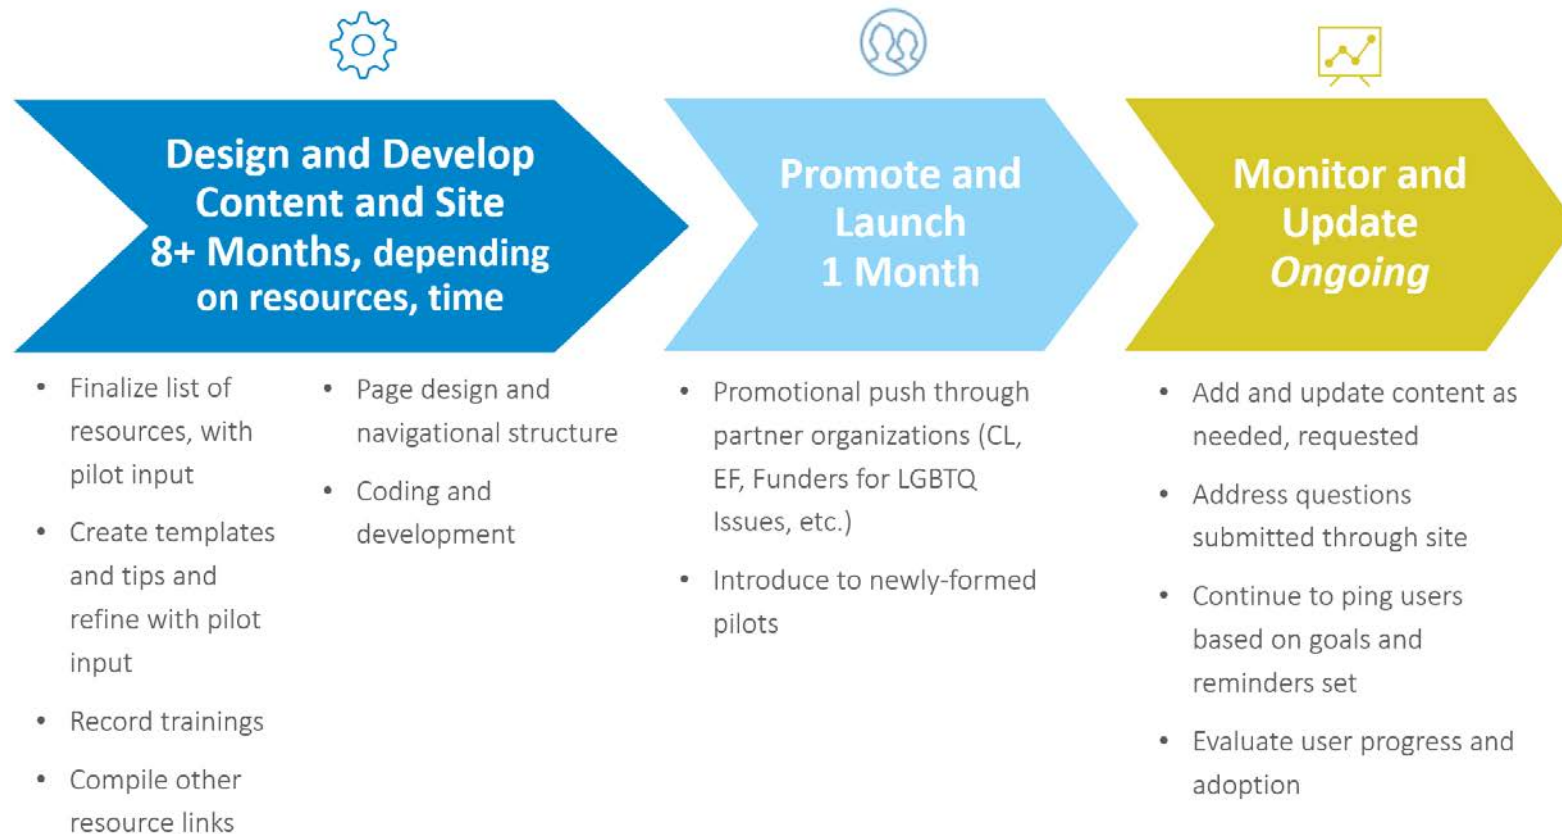 Design and Develop
Content and Site
8+ Months, depending
on resources, time
• Finalize list of
resources, with
pilot input
• Create templates
and tips and
refine with pilot
input
• Record trainings
• Compile other
resource links
• Page design and
navigational structure
• Coding and
development
Promote and
Launch
1 Month
• Promotional push through
partner organizations (CL,
EF, Funders for LGBTQ
Issues, etc.)
• Introduce to newly-formed
pilots
Monitor and
Update
Ongoing
• Add and update content as
needed, requested
• Address questions
submitted through site
• Continue to ping users
based on goals and
reminders set
• Evaluate user progress and
adoption